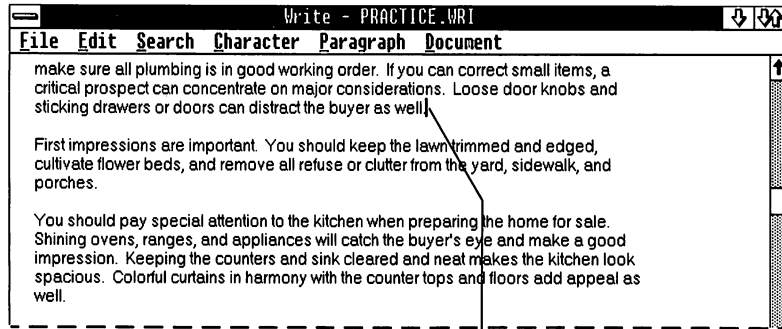 Write - PRACTICE.WRI
File Edit Search Character Paragraph Document
make sure all plumbing is in good working order. If you can correct small items, a
critical prospect can concentrate on major considerations. Loose door knobs and
sticking drawers or doors can distract the buyer as well.
First impressions are important. You should keep the lawn trimmed and edged,
cultivate flower beds, and remove all refuse or clutter from the yard, sidewalk, and
porches.
You should pay special attention to the kitchen when preparing the home for sale.
Shining ovens, ranges, and appliances will catch the buyer's eye and make a good
impression. Keeping the counters and sink cleared and neat makes the kitchen look
spacious. Colorful curtains in harmony with the counter tops and floors add appeal as
well.